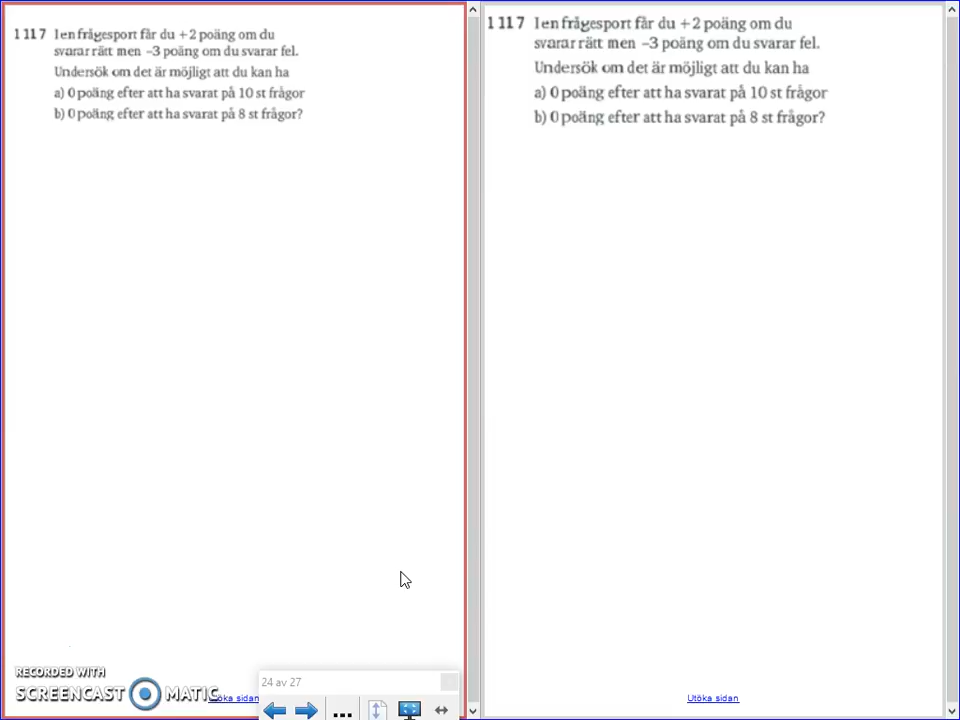 1117 I en frågesport får du +2 poäng om du
svarar rätt men –3 poäng om du svarar fel.
Undersök om det är möjligt att du kan ha
a) 0 poäng efter att ha svarat på 10 st frågor
b) 0 poäng efter att ha svarat på 8 st frågor?
RECORDED WITH
SCREENCAST MATIC
Utöka sidan
24 av 27
1117 I en frågesport får du +2 poäng om du
svarar rätt men –3 poäng om du svarar fel.
Undersök om det är möjligt att du kan ha
a) 0 poäng efter att ha svarat på 10 st frågor
b) 0 poäng efter att ha svarat på 8 st frågor?
Utöka sidan